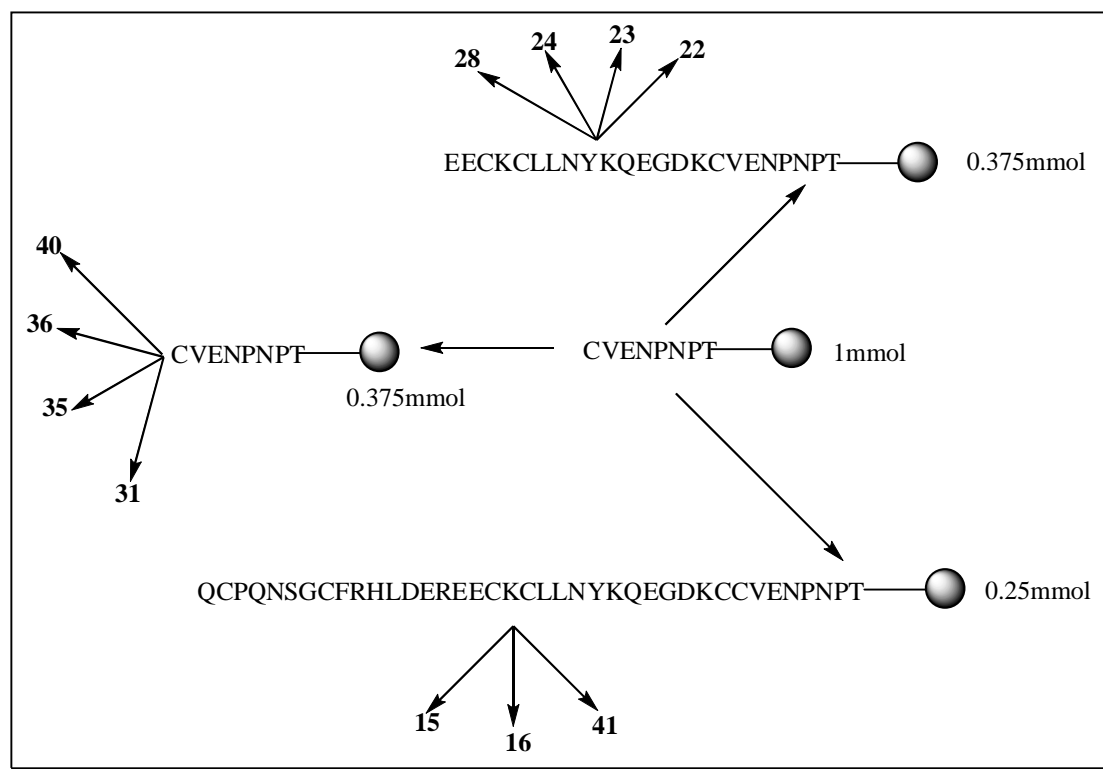 23
24
22
28
EECKCLLNYKQEGDKCVENPNPT
0.375mmol
40
36
CVENPNPT
CVENPNPT
1mmol
0.375mmol
35
31
QCPQNSGCFRHLDEREECKCLLNYKQEGDKCCVENPNPT
0.25mmol
15
16
41